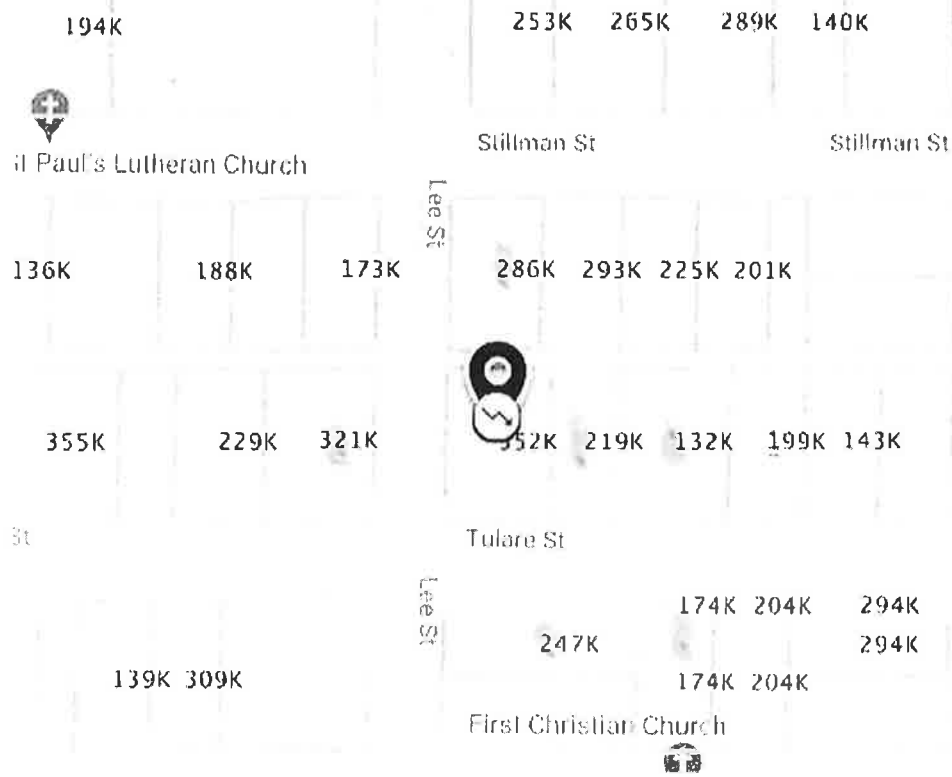 194K 253K 265K 289K 140K
Stillman St Stillman St
il Paul's Lutheran Church
Lee St
136K 188K 173K 286K 293K 225K 201K
355K 229K 321K 52K 219K 132K 199K 143K
St Tulare St
Lee St
174K 204K 294K
247K 294K
139K 309K 174K 204K
First Christian Church